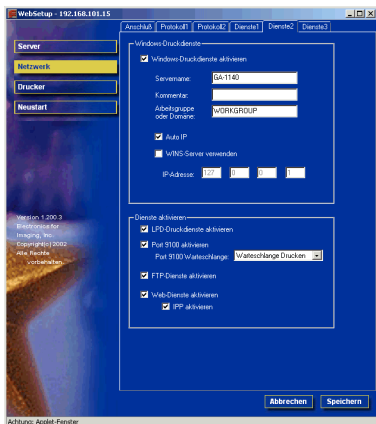 WebSetup - 192.168.101.15
Anschluß Protokoll1 Protokoll2 Dienste1 Dienste2 Dienste3
Server
Netzwerk
Drucker
Neustart
Version 1.200.3
Electronics for
Imaging, Inc.
Copyright(c) 2002
Alle Rechte
vorbehalten.
Windows-Druckdienste
Windows-Druckdienste aktivieren
Servername: GA-1140
Kommentar:
Arbeitsgruppe
oder Domäne: WORKGROUP
Auto IP
WINS-Server verwenden
IP-Adresse: 127 0 0 1
Dienste aktivieren
LPD-Druckdienste aktivieren
Port 9100 aktivieren
Port 9100 Warteschlange: Warteschlange Drucken
FTP-Dienste aktivieren
Web-Dienste aktivieren
IPP aktivieren
Abbrechen Speichern
Achtung: Applet-Fenster